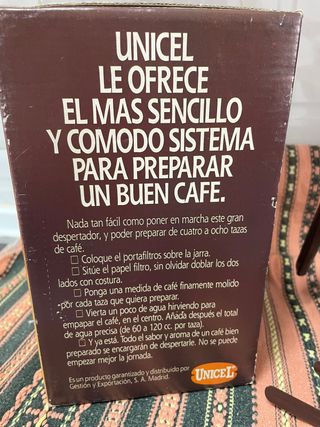 UNICEL
LE OFRECE
EL MAS SENCILLO
Y COMODO SISTEMA
PARA PREPARAR
UN BUEN CAFE.
Nada tan fácil como poner en marcha este gran
despertador, y poder preparar de cuatro a ocho tazas
de café.
☐ Coloque el portafiltros sobre la jarra.
☐ Sitúe el papel filtro, sin olvidar doblar los dos
lados con costura.
☐ Ponga una medida de café finamente molido
por cada taza que quiera preparar.
☐ Vierta un poco de agua hirviendo para
empapar el café, en el centro. Añada después el total
de agua precisa (de 60 a 120 cc. por taza).
☐ Y ya está. Todo el sabor y aroma de un café bien
preparado se encargarán de despertarle. No se puede
empezar mejor la jornada.
Es un producto garantizado y distribuido por
Gestión y Exportación, S. A. Madrid.
UNICEL